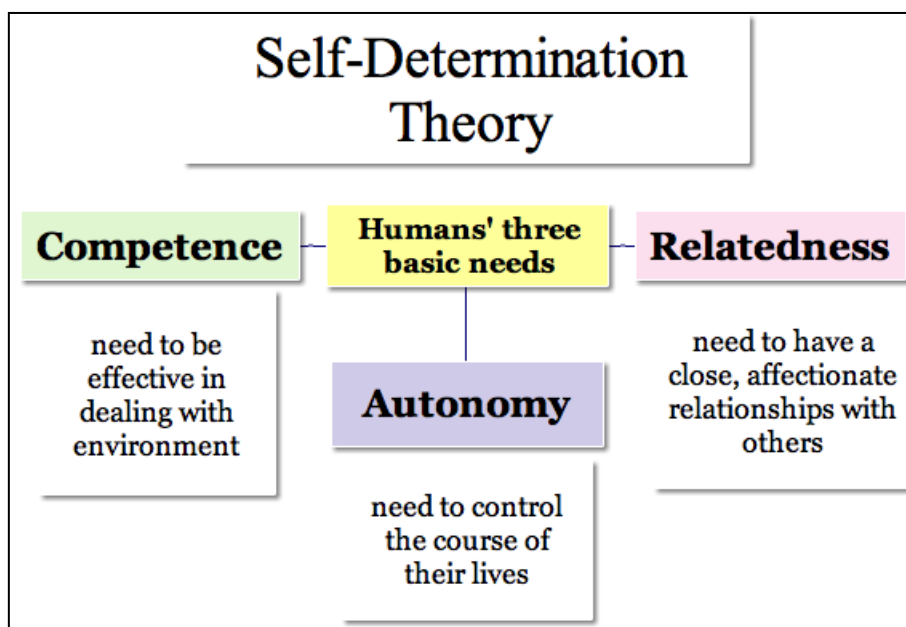 Self-Determination
Theory
Competence
Humans' three
basic needs
Relatedness
need to be
effective in
dealing with
environment
Autonomy
need to have a
close, affectionate
relationships with
others
need to control
the course of
their lives